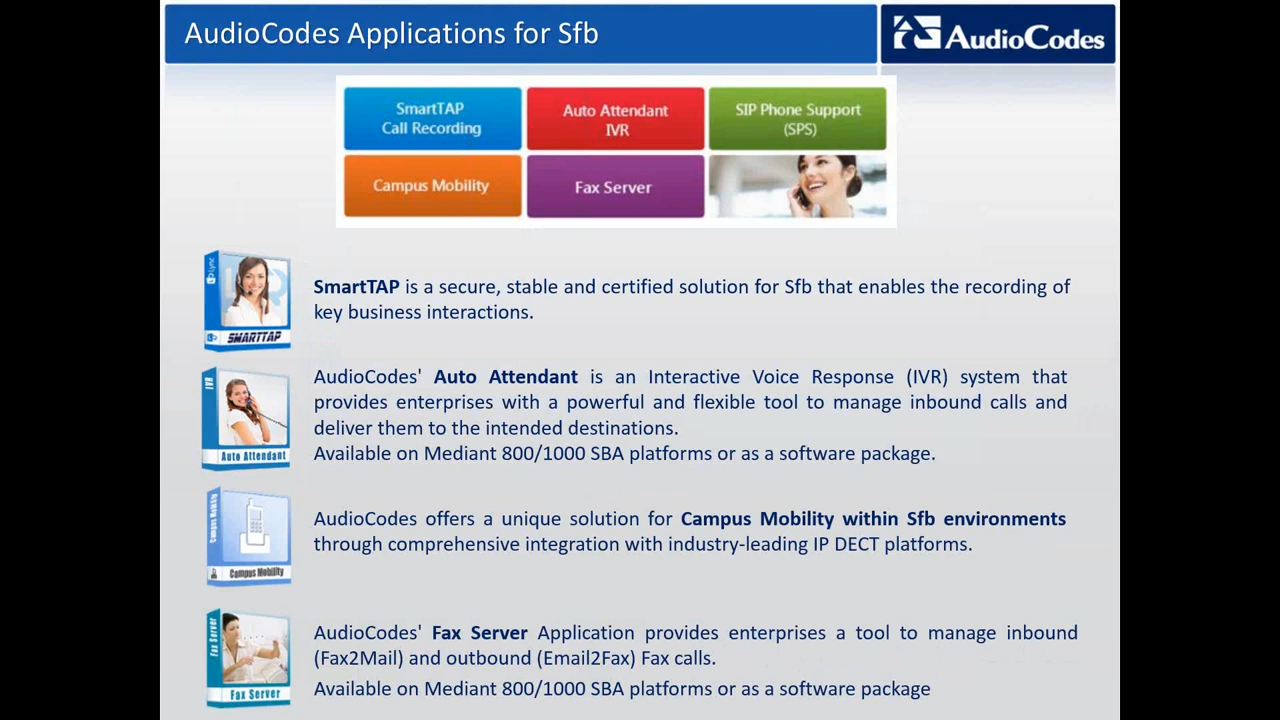 AudioCodes Applications for Sfb
AudioCodes
SmartTAP
Call Recording
Auto Attendant
IVR
SIP Phone Support
(SPS)
Campus Mobility
Fax Server
Lync
SMARTTAP
SmartTAP is a secure, stable and certified solution for Sfb that enables the recording of
key business interactions.
IVR
Auto Attendant
AudioCodes' Auto Attendant is an Interactive Voice Response (IVR) system that
provides enterprises with a powerful and flexible tool to manage inbound calls and
deliver them to the intended destinations.
Available on Mediant 800/1000 SBA platforms or as a software package.
Campus Mobility
Campus Mobility
AudioCodes offers a unique solution for Campus Mobility within Sfb environments
through comprehensive integration with industry-leading IP DECT platforms.
Fax Server
Fax Server
AudioCodes' Fax Server Application provides enterprises a tool to manage inbound
(Fax2Mail) and outbound (Email2Fax) Fax calls.
Available on Mediant 800/1000 SBA platforms or as a software package